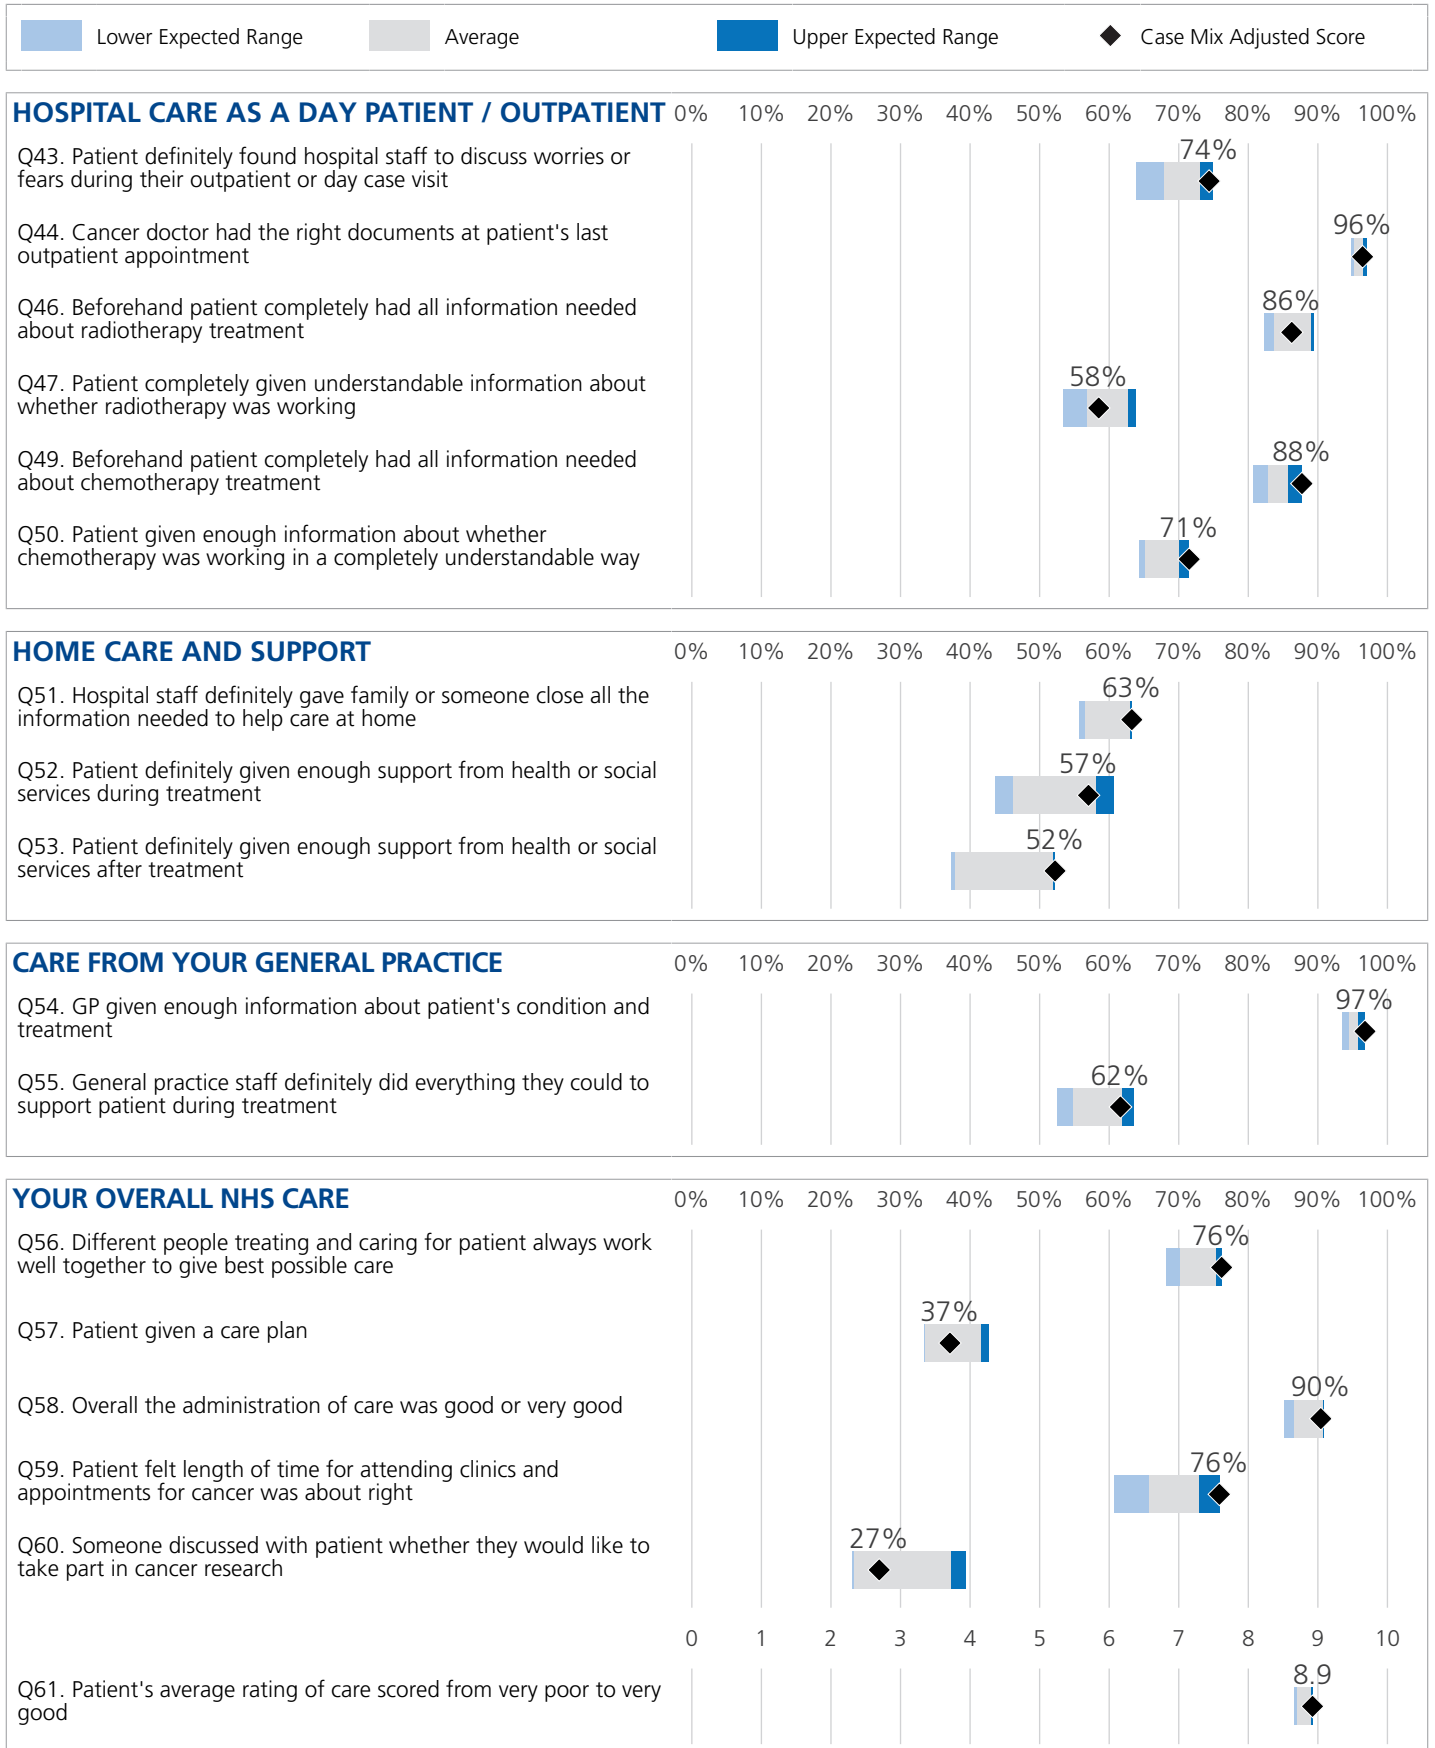 Lower Expected Range Average Upper Expected Range Case Mix Adjusted Score
HOSPITAL CARE AS A DAY PATIENT / OUTPATIENT 0% 10% 20% 30% 40% 50% 60% 70% 80% 90% 100%
Q43. Patient definitely found hospital staff to discuss worries or
fears during their outpatient or day case visit
74%
Q44. Cancer doctor had the right documents at patient's last
outpatient appointment
96%
Q46. Beforehand patient completely had all information needed
about radiotherapy treatment
86%
Q47. Patient completely given understandable information about
whether radiotherapy was working
58%
Q49. Beforehand patient completely had all information needed
about chemotherapy treatment
88%
Q50. Patient given enough information about whether
chemotherapy was working in a completely understandable way
71%
HOME CARE AND SUPPORT 0% 10% 20% 30% 40% 50% 60% 70% 80% 90% 100%
Q51. Hospital staff definitely gave family or someone close all the
information needed to help care at home
63%
Q52. Patient definitely given enough support from health or social
services during treatment
57%
Q53. Patient definitely given enough support from health or social
services after treatment
52%
CARE FROM YOUR GENERAL PRACTICE 0% 10% 20% 30% 40% 50% 60% 70% 80% 90% 100%
Q54. GP given enough information about patient's condition and
treatment
97%
Q55. General practice staff definitely did everything they could to
support patient during treatment
62%
YOUR OVERALL NHS CARE 0% 10% 20% 30% 40% 50% 60% 70% 80% 90% 100%
Q56. Different people treating and caring for patient always work
well together to give best possible care
76%
Q57. Patient given a care plan
37%
Q58. Overall the administration of care was good or very good
90%
Q59. Patient felt length of time for attending clinics and
appointments for cancer was about right
76%
Q60. Someone discussed with patient whether they would like to
take part in cancer research
27%
0 1 2 3 4 5 6 7 8 9 10
Q61. Patient's average rating of care scored from very poor to very
good
8.9